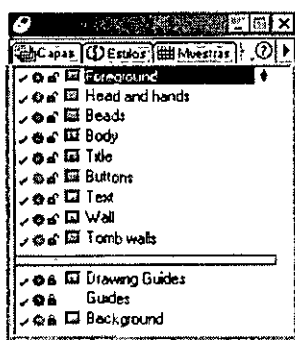 Capas Estilos Muestras
Foreground
Head and hands
Beads
Body
Title
Buttons
Text
Wall
Tomb walls
Drawing Guides
Guides
Background